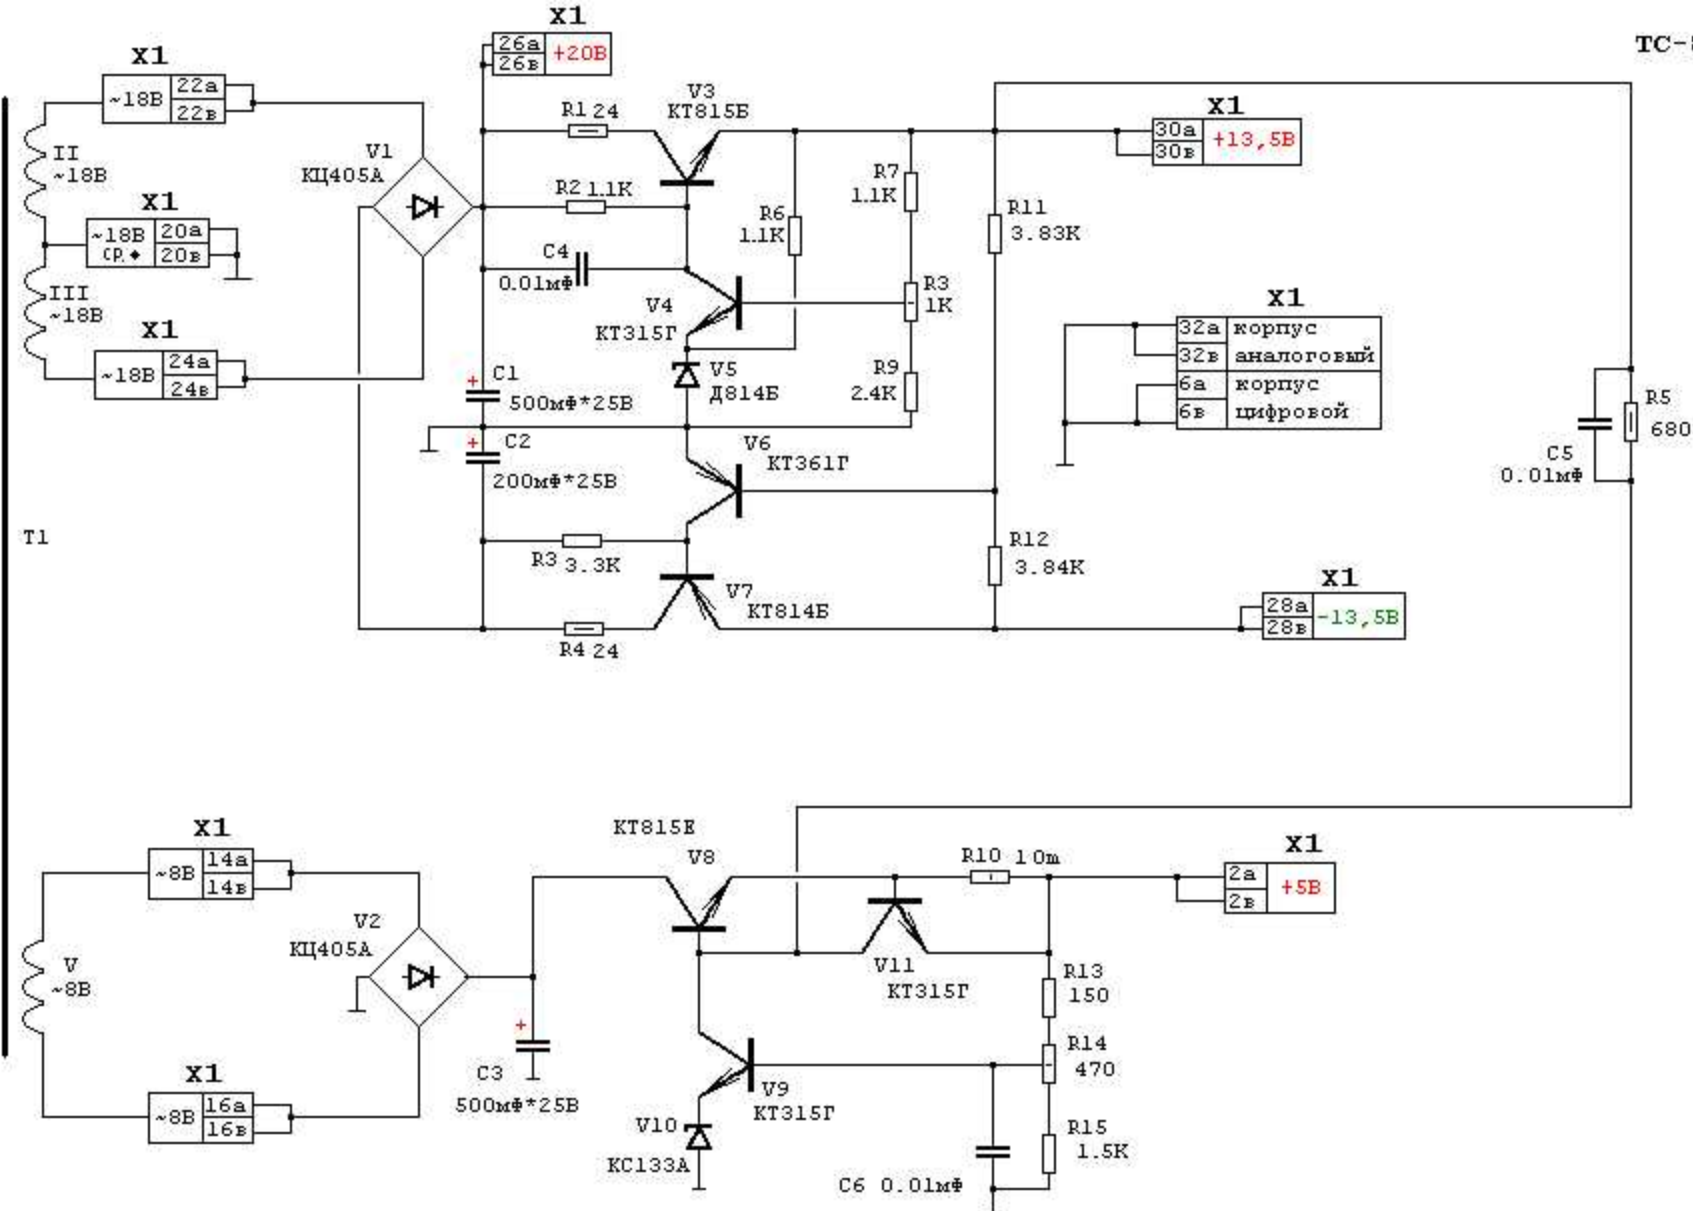 X1
26а
+20В
26в
TC-
X1
22а
~18В
22в
II
~18В
X1
~18В
20а
СР.
20в
III
~18В
X1
24а
~18В
24в
V1
КЦ405А
R1 24
V3
КТ815Б
R2 1.1К
C4
0.01мФ
V4
КТ315Г
R6
1.1К
R7
1.1К
R3
1К
R9
2.4К
V5
Д814Б
+
C1
500мФ*25В
+
C2
200мФ*25В
V6
КТ361Г
R3 3.3К
V7
КТ814Б
R4 24
R11
3.83К
R12
3.84К
X1
30а
+13,5В
30в
X1
32а корпус
32в аналоговый
6а корпус
6в цифровой
R5
680
C5
0.01мФ
X1
28а
-13,5В
28в
T1
X1
14а
~8В
14в
V
~8В
X1
16а
~8В
16в
V2
КЦ405А
+
C3
500мФ*25В
КТ815Е
V8
R10 1 0m
V11
КТ315Г
X1
2а
+5В
2в
R13
150
R14
470
R15
1.5К
V9
КТ315Г
V10
КС133А
C6 0.01мФ